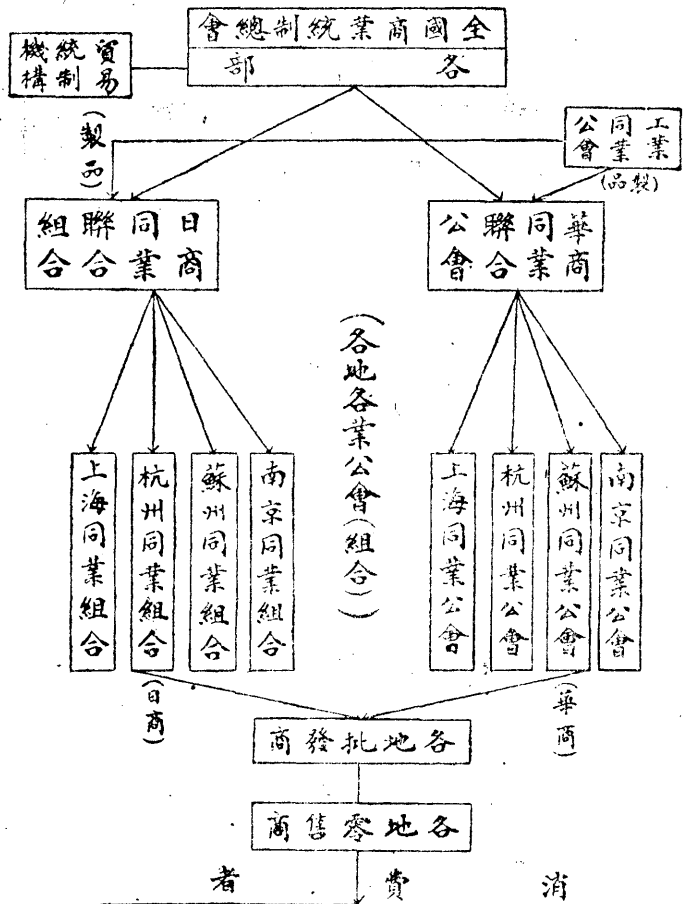 全國商業統制總會
各部
貿易
統制
機構
工業
同業
公會
(製品)
(製品)
日商
同業
聯合
組合
華商
同業
聯合
公會
(各地各業公會(組合))
南京同業公會
蘇州同業公會
杭州同業公會
上海同業公會
南京同業組合
蘇州同業組合
杭州同業組合
上海同業組合
(華商)
(日商)
各地批發商
各地零售商
消費者